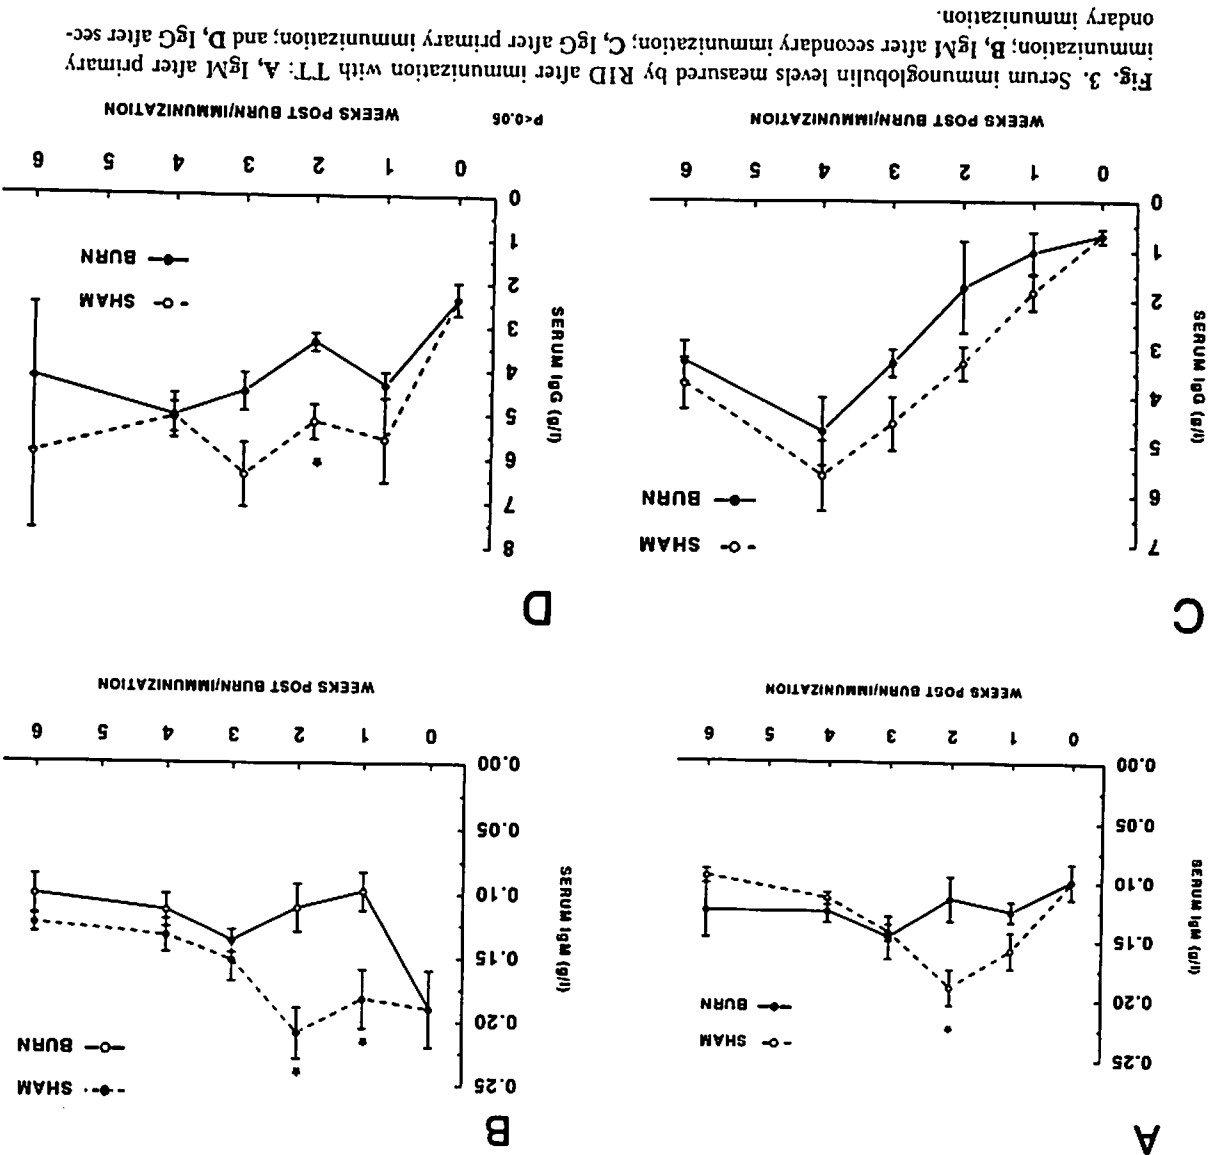 A
SERUM IgM (g/l)
0.25
0.20
0.15
0.10
0.05
0.00
*
-o- SHAM
BURN
0 1 2 3 4 5 6
WEEKS POST BURN/IMMUNIZATION
B
SERUM IgM (g/l)
0.25
0.20
0.15
0.10
0.05
0.00
* *
SHAM
BURN
0 1 2 3 4 5 6
WEEKS POST BURN/IMMUNIZATION
C
SERUM IgG (g/l)
7
6
5
4
3
2
1
0
SHAM
BURN
0 1 2 3 4 5 6
WEEKS POST BURN/IMMUNIZATION
D
SERUM IgG (g/l)
8
7
6
5
4
3
2
1
0
*
SHAM
BURN
0 1 2 3 4 5 6
P<0.05
WEEKS POST BURN/IMMUNIZATION
Fig. 3. Serum immunoglobulin levels measured by RID after immunization with TT: A, IgM after primary
immunization; B, IgM after secondary immunization; C, IgG after primary immunization; and D, IgG after sec-
ondary immunization.